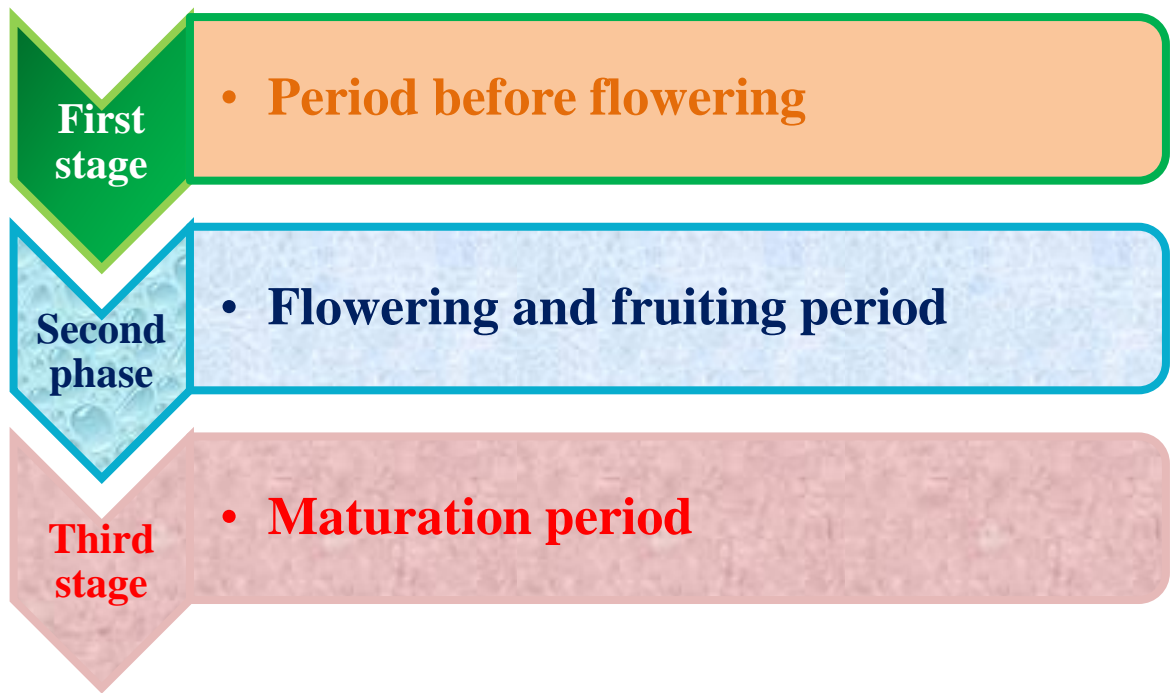 First
stage
• Period before flowering
Second
phase
• Flowering and fruiting period
Third
stage
• Maturation period